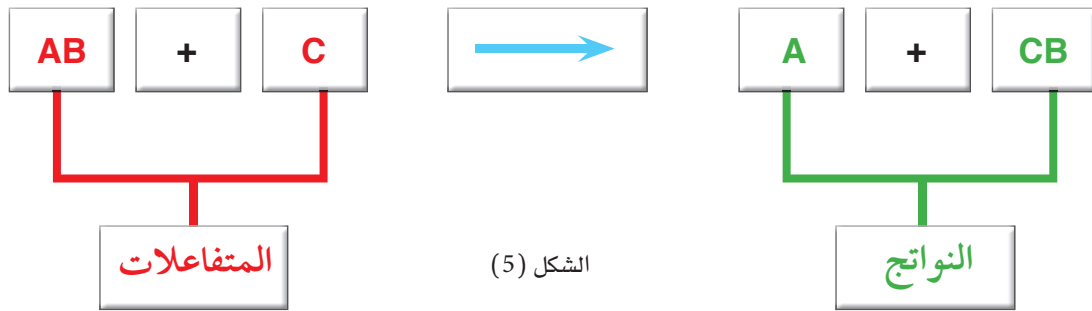 AB + C A + CB
المتفاعلات
النواتج
الشكل (5)